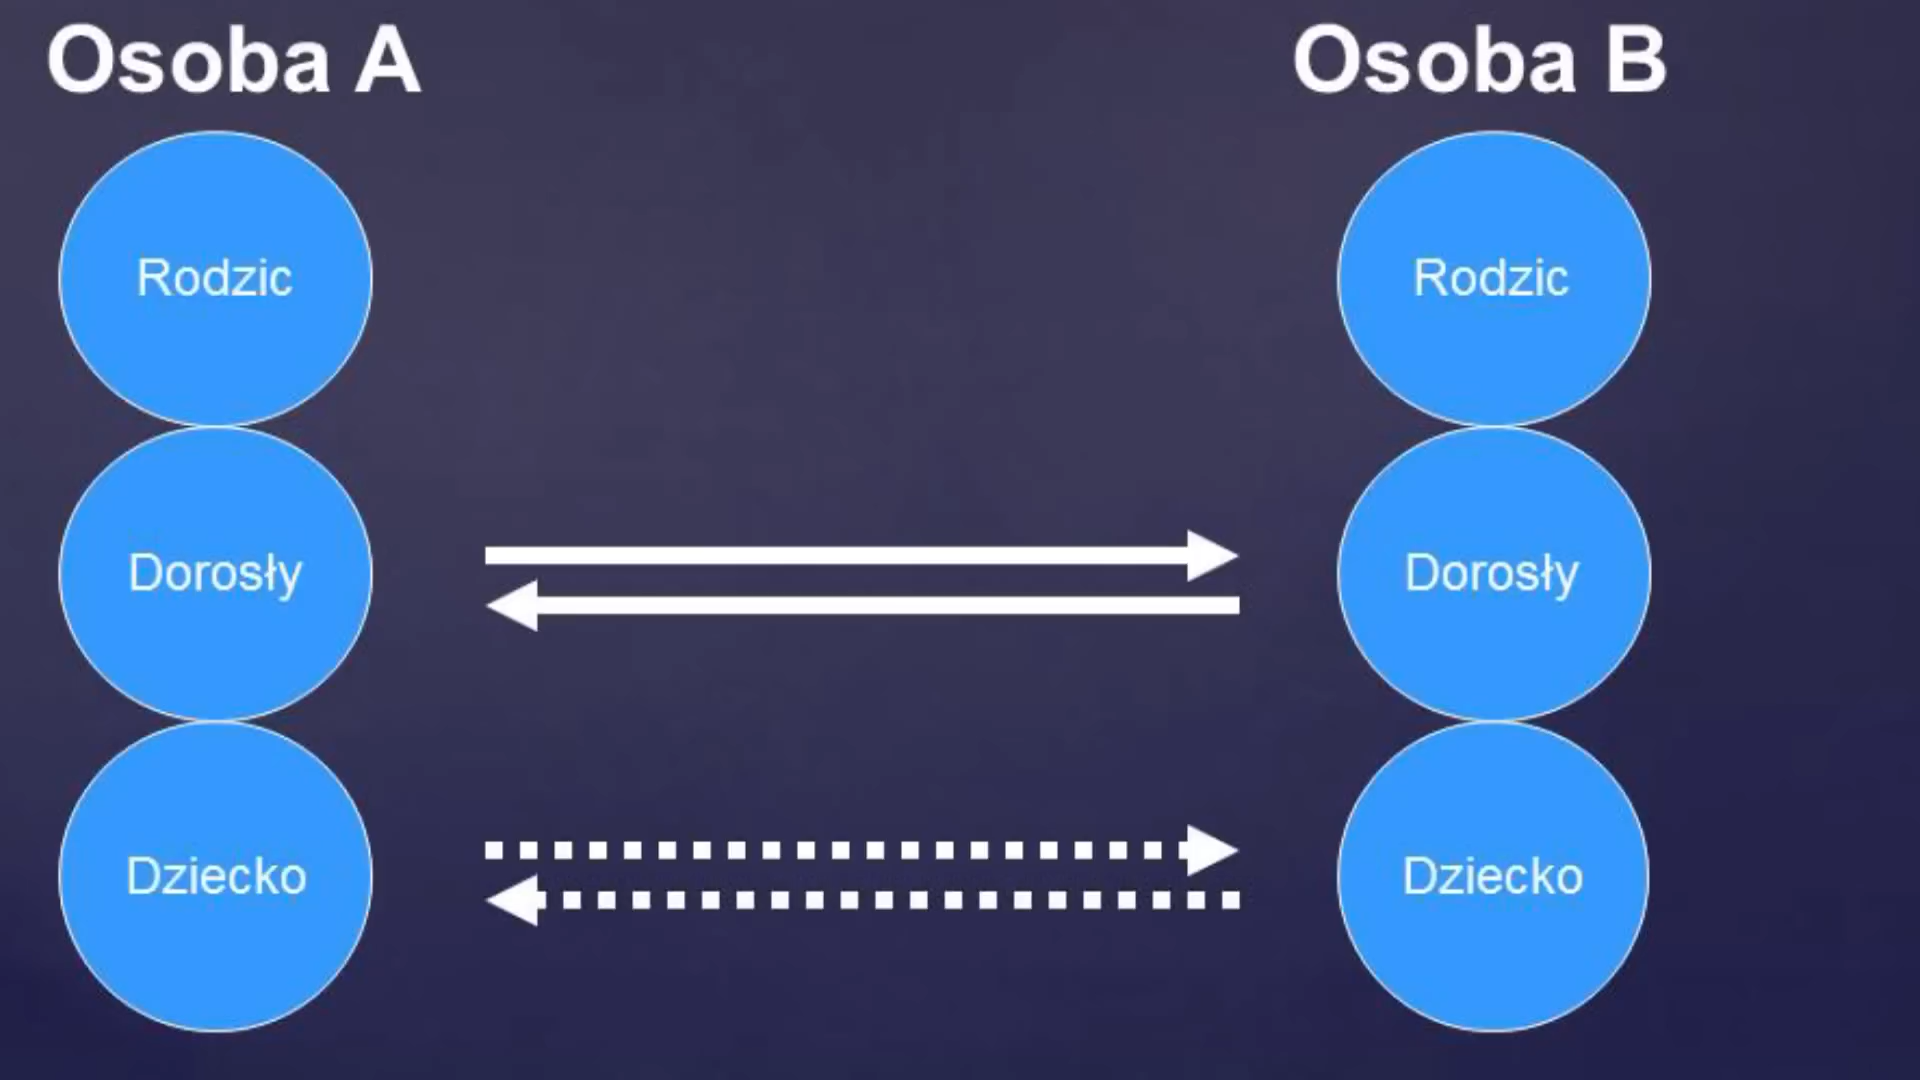 Osoba A
Osoba B
Rodzic
Rodzic
Dorosły
Dorosły
Dziecko
Dziecko